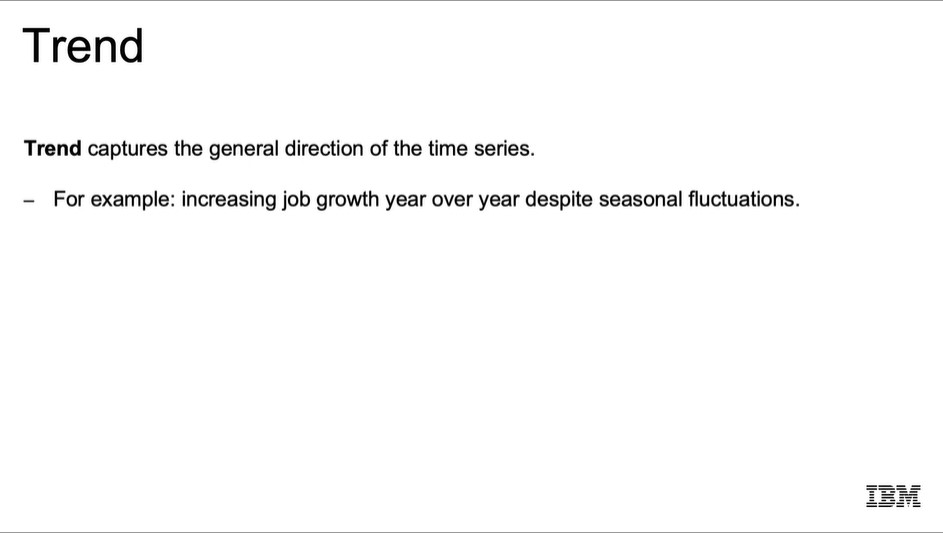 Trend
Trend captures the general direction of the time series.
– For example: increasing job growth year over year despite seasonal fluctuations.
IBM